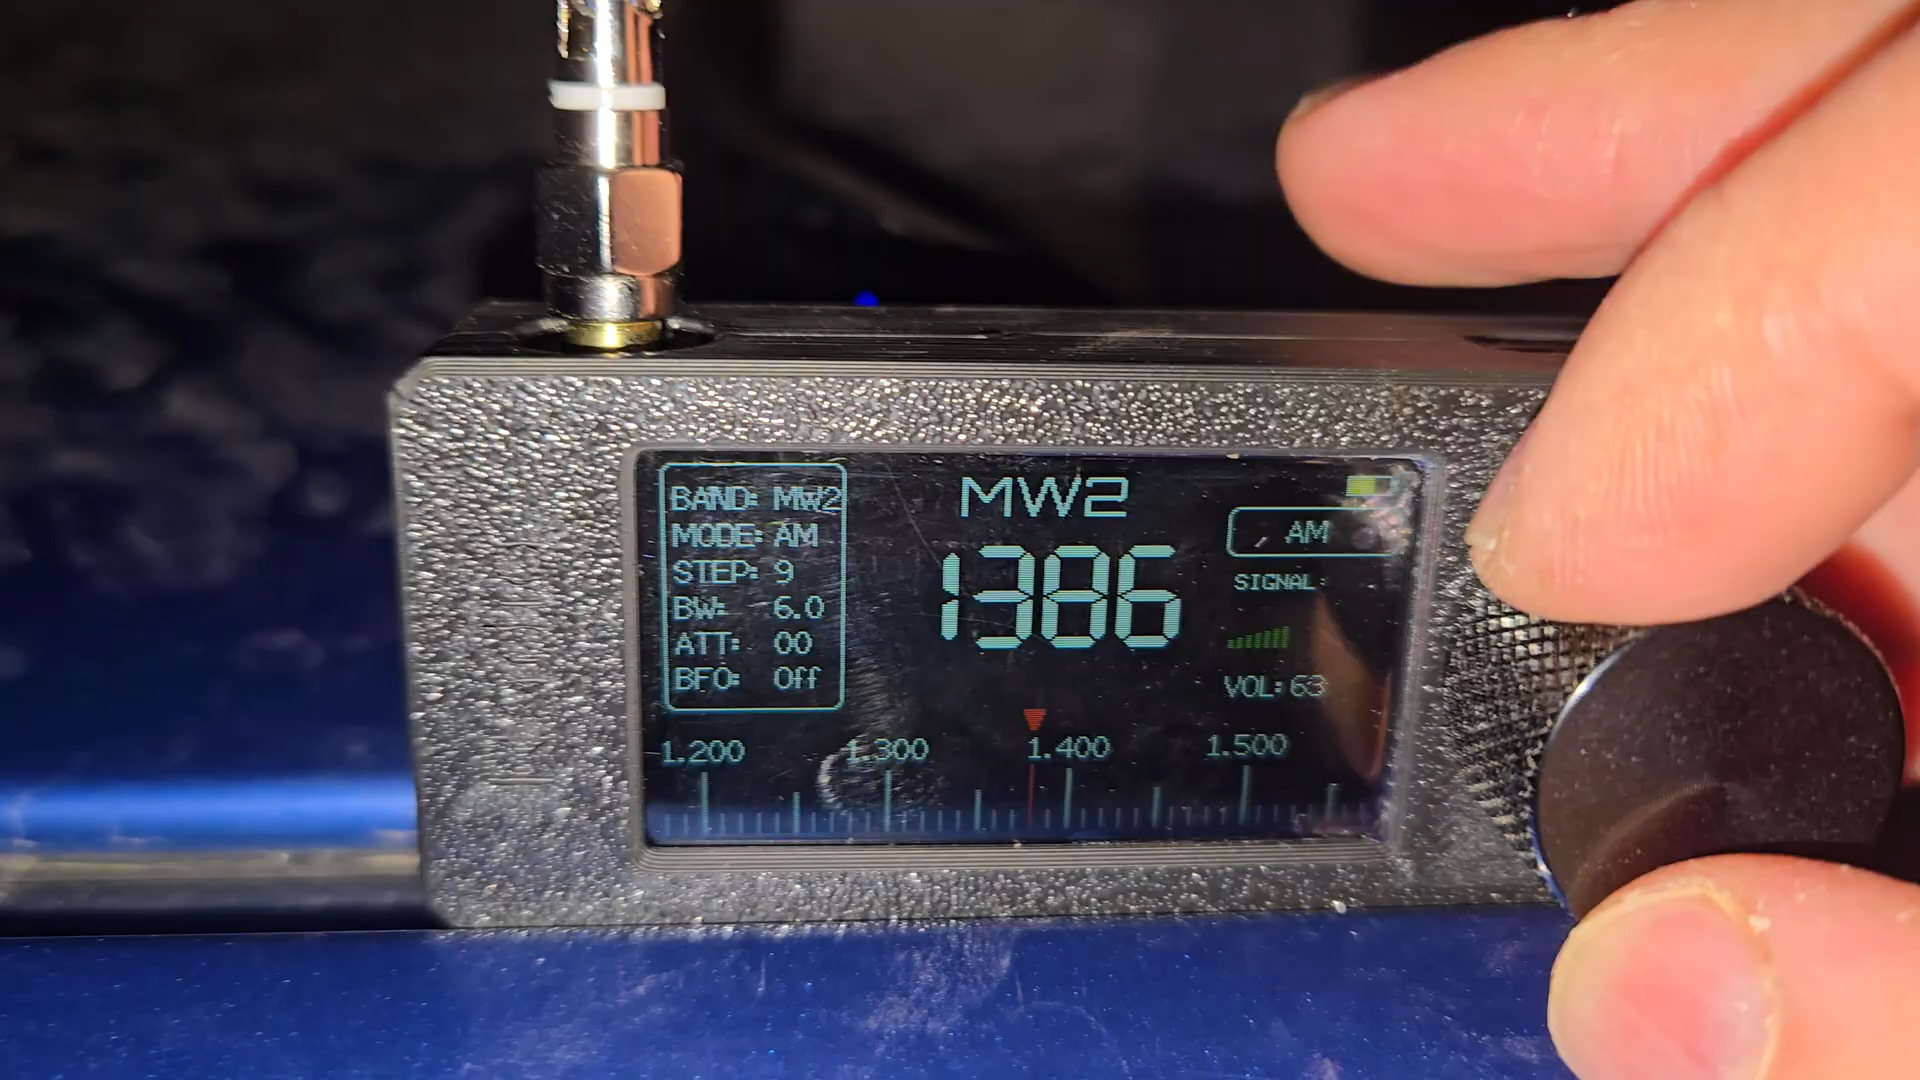 BAND: MW2
MODE: AM
STEP: 9
BW: 6.0
ATT: 00
BFO: Off
MW2
1386
AM
SIGNAL:
VOL: 63
1.200 1.300 1.400 1.500